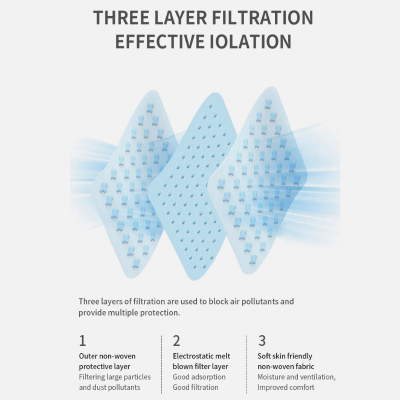 THREE LAYER FILTRATION
EFFECTIVE IOLATION
Three layers of filtration are used to block air pollutants and
provide multiple protection.
1
Outer non-woven
protective layer
Filtering large particles
and dust pollutants
2
Electrostatic melt
blown filter layer
Good adsorption
Good filtration
3
Soft skin friendly
non-woven fabric
Moisture and ventilation,
Improved comfort